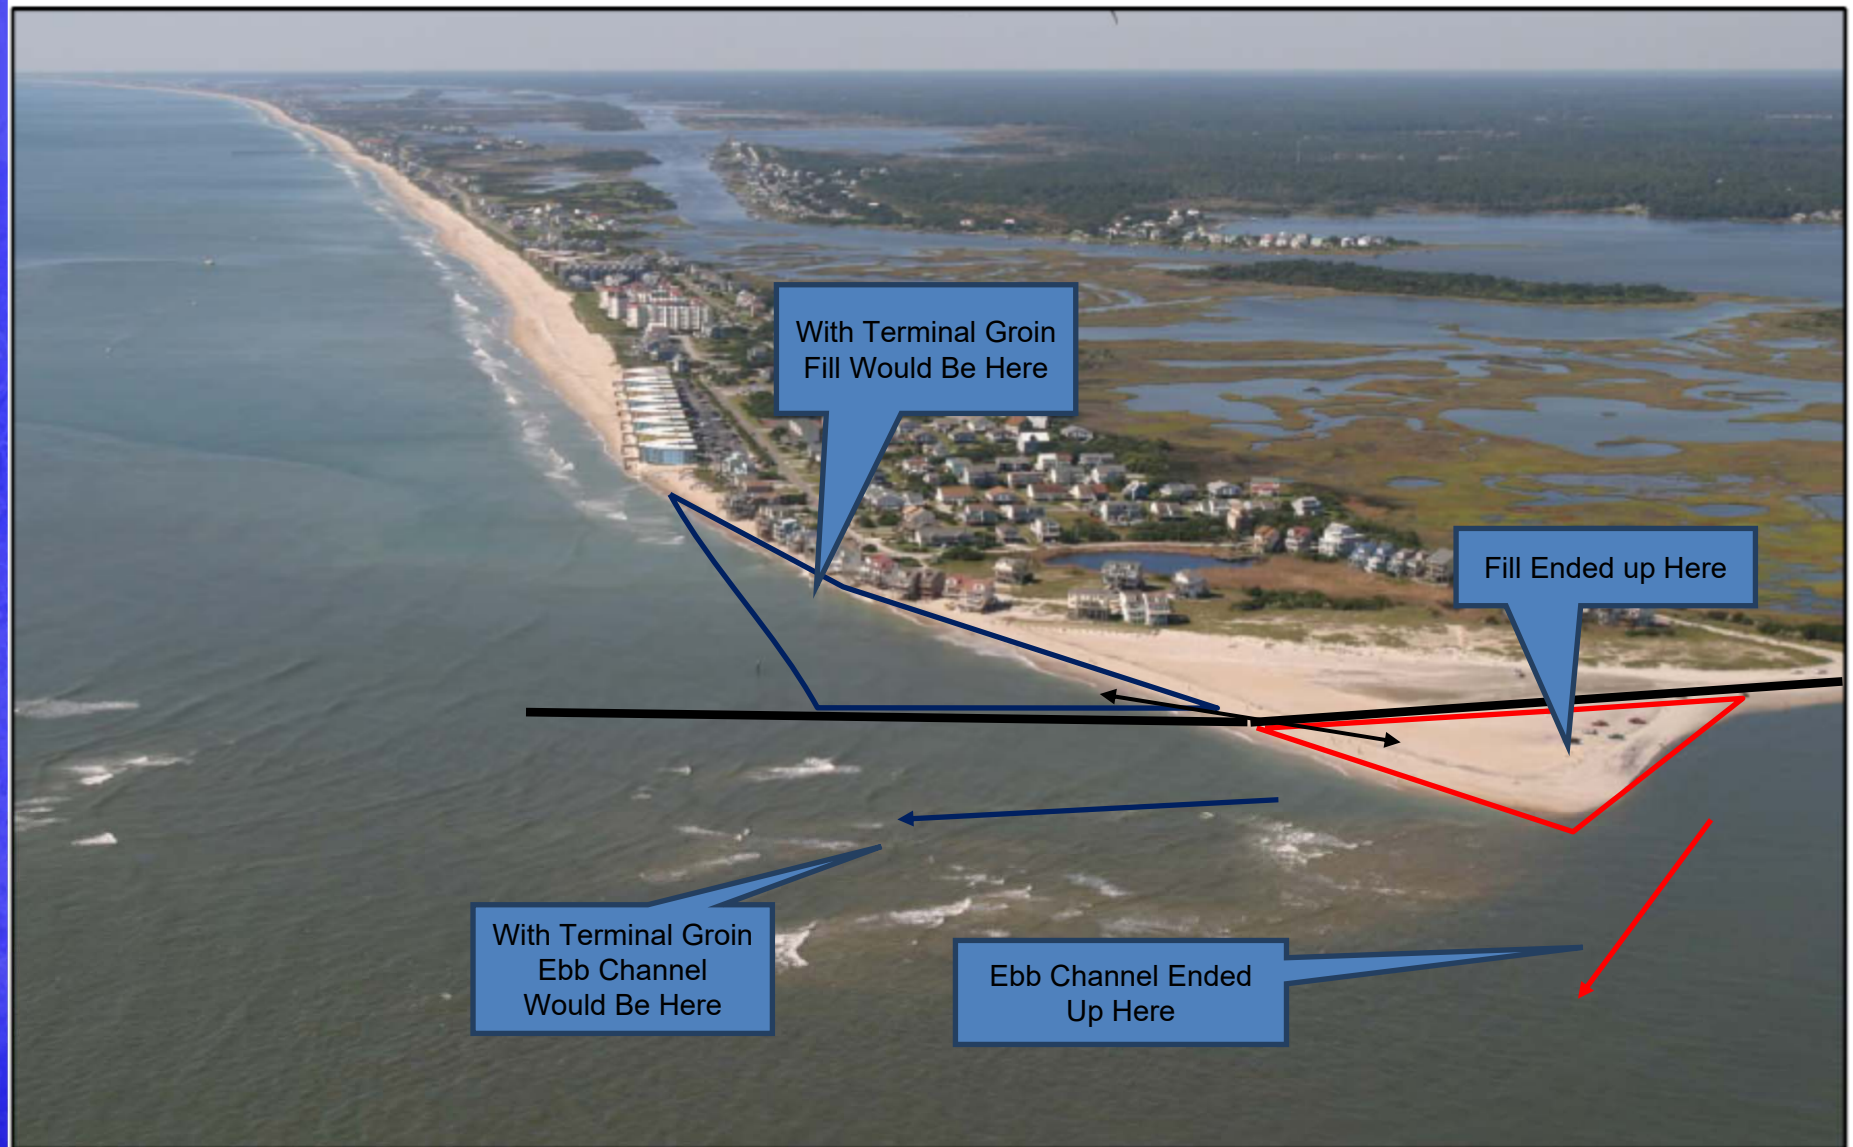 With Terminal Groin
Fill Would Be Here
Fill Ended up Here
With Terminal Groin
Ebb Channel
Would Be Here
Ebb Channel Ended
Up Here